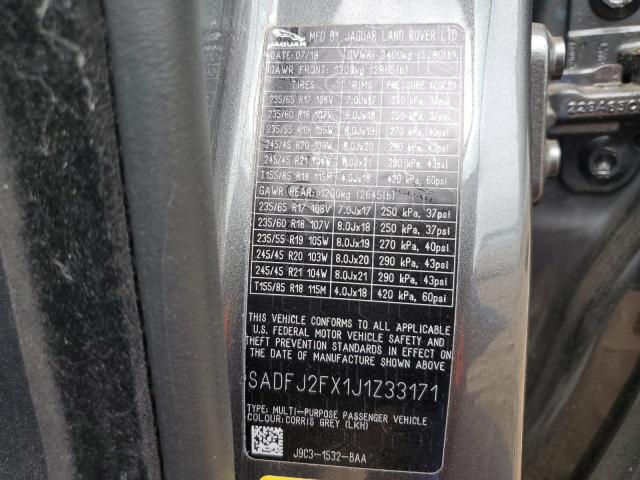 JAGUAR MFD BY JAGUAR LAND ROVER LTD
DATE: 07/18 GVWR: 2400kg (5290lb)
GAWR FRONT: 1300kg (2865lb)
TIRES RIMS PRESSURE (COLD)
235/65 R17 108V 7.0Jx17 250 kPa, 37psi
235/60 R18 107V 8.0Jx18 250 kPa, 37psi
235/55 R19 105W 8.0Jx19 270 kPa, 40psi
245/45 R20 103W 8.0Jx20 290 kPa, 43psi
245/45 R21 104W 8.0Jx21 290 kPa, 43psi
T155/85 R18 115M 4.0Jx18 420 kPa, 60psi
GAWR REAR: 1200kg (2645lb)
235/65 R17 108V 7.0Jx17 250 kPa, 37psi
235/60 R18 107V 8.0Jx18 250 kPa, 37psi
235/55 R19 105W 8.0Jx19 270 kPa, 40psi
245/45 R20 103W 8.0Jx20 290 kPa, 43psi
245/45 R21 104W 8.0Jx21 290 kPa, 43psi
T155/85 R18 115M 4.0Jx18 420 kPa, 60psi
THIS VEHICLE CONFORMS TO ALL APPLICABLE
U.S. FEDERAL MOTOR VEHICLE SAFETY AND
THEFT PREVENTION STANDARDS IN EFFECT ON
THE DATE OF MANUFACTURE SHOWN ABOVE
SADFJ2FX1J1Z33171
TYPE: MULTI-PURPOSE PASSENGER VEHICLE
COLOR: CORRIS GREY (LKH)
J9C3-1532-BAA